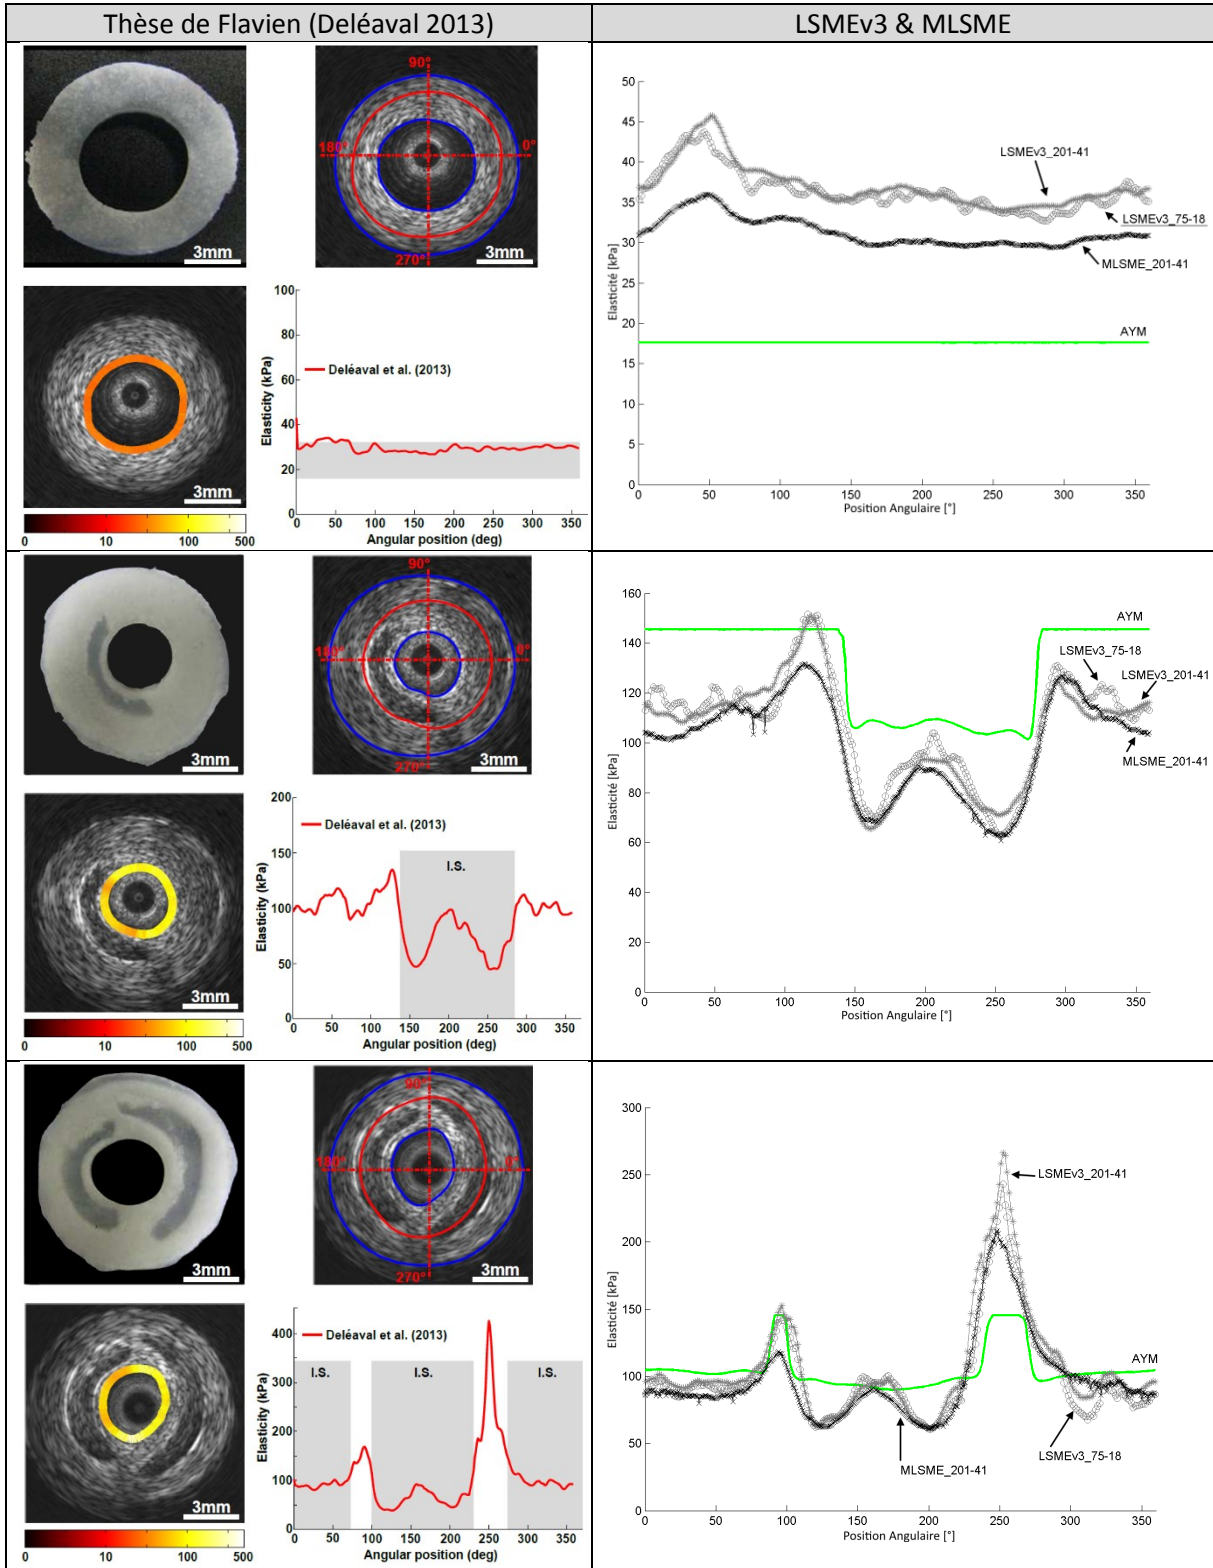 Thèse de Flavien (Deléaval 2013)
LSMEv3 & MLSME
3mm
90°
180°
0°
270°
3mm
3mm
0 10 100 500
100
80
60
40
20
0
Elasticity (kPa)
Deléaval et al. (2013)
0 50 100 150 200 250 300 350
Angular position (deg)
50
45
40
35
30
25
20
15
10
5
0
Elasticité [kPa]
LSMEv3_201-41
LSMEv3_75-18
MLSME_201-41
AYM
0 50 100 150 200 250 300 350
Position Angulaire [°]
3mm
90°
180°
0°
270°
3mm
3mm
0 10 100 500
200
150
100
50
0
Elasticity (kPa)
Deléaval et al. (2013)
I.S.
0 50 100 150 200 250 300 350
Angular position (deg)
160
140
120
100
80
60
40
20
0
Elasticité [kPa]
AYM
LSMEv3_75-18
LSMEv3_201-41
MLSME_201-41
0 50 100 150 200 250 300 350
Position Angulaire [°]
3mm
90°
180°
0°
270°
3mm
3mm
0 10 100 500
400
350
300
250
200
150
100
50
0
Elasticity (kPa)
Deléaval et al. (2013)
I.S. I.S. I.S.
0 50 100 150 200 250 300 350
Angular position (deg)
300
250
200
150
100
50
0
Elasticité [kPa]
LSMEv3_201-41
AYM
LSMEv3_75-18
MLSME_201-41
0 50 100 150 200 250 300 350
Position Angulaire [°]